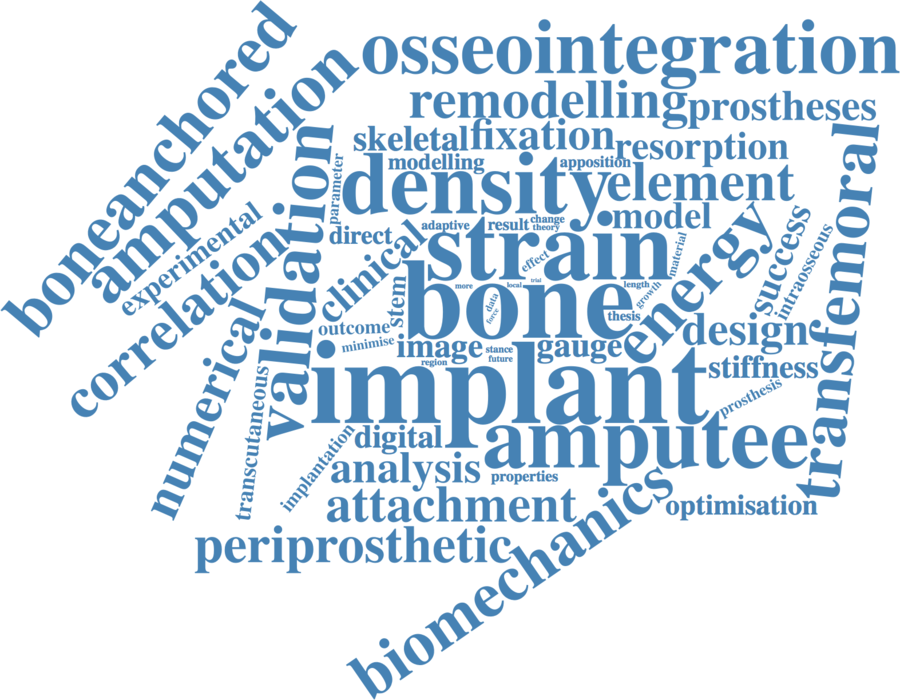 boneanchored
osseointegration
amputation
remodelling
prostheses
skeletal
fixation
resorption
validation
transfemoral
modelling
apposition
parameter
density
element
experimental
model
adaptive
result
change
theory
direct
strain
energy
success
intraosseous
correlation
clinical
effect
material
more
local
trial
length
growth
stem
bone
data
force
thesis
outcome
minimise
image
stance
future
gauge
design
region
numerical
implant
stiffness
transcutaneous
prosthesis
implantation
digital
amputee
analysis
properties
attachment
optimisation
periprosthetic
biomechanics